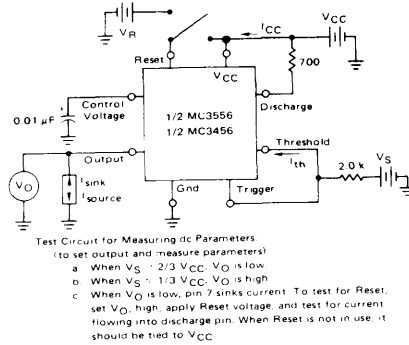 V_R
I_CC
V_CC
Reset
V_CC
700
Discharge
0.01 µF
Control
Voltage
1/2 MC3556
1/2 MC3456
Threshold
Output
I_th
2.0 k
V_S
V_O
I_sink
I_source
Gnd
Trigger
Test Circuit for Measuring dc Parameters
(to set output and measure parameters)
a When V_S 2/3 V_CC, V_O is low
b When V_S 1/3 V_CC, V_O is high
c When V_O is low, pin 7 sinks current. To test for Reset,
set V_O, high, apply Reset voltage, and test for current
flowing into discharge pin. When Reset is not in use, it
should be tied to V_CC